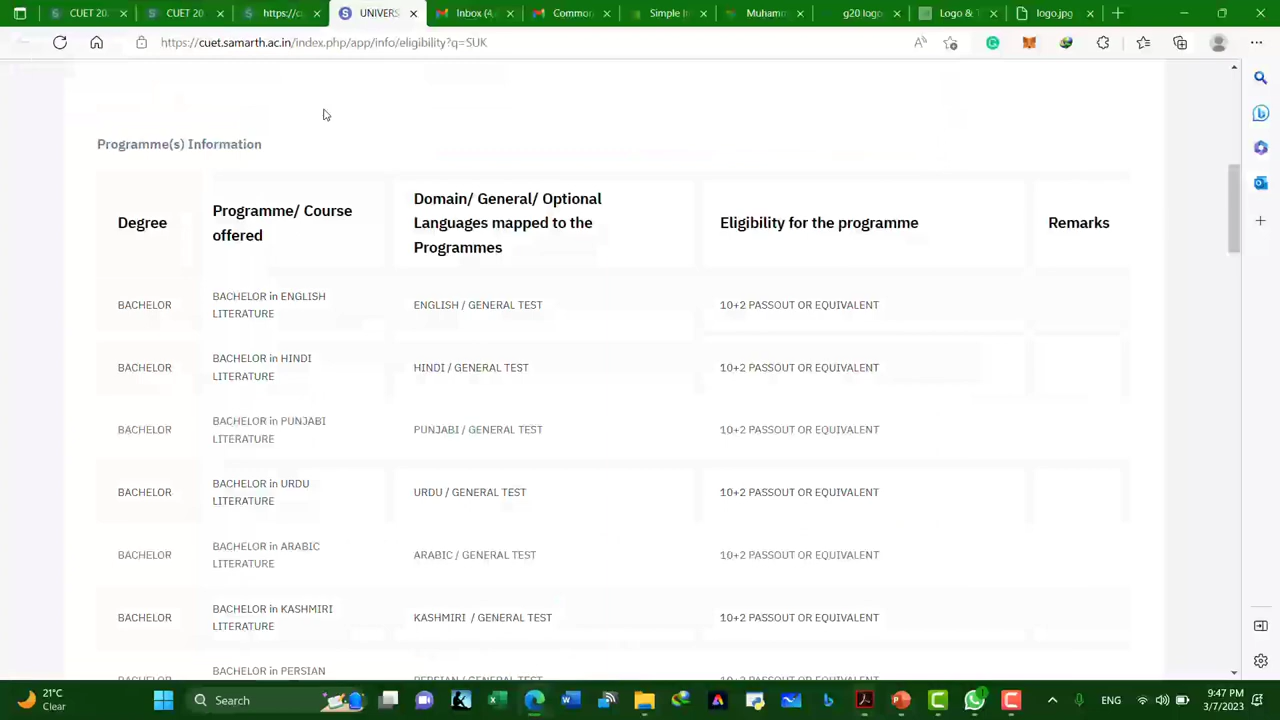 CUET 20
CUET 20
https://cu
UNIVERS
Inbox (4
Common
Simple In
Muhamm
g20 logo
Logo & T
logo.jpg
https://cuet.samarth.ac.in/index.php/app/info/eligibility?q=SUK
Programme(s) Information
Degree
Programme/ Course offered
Domain/ General/ Optional Languages mapped to the Programmes
Eligibility for the programme
Remarks
BACHELOR
BACHELOR in ENGLISH LITERATURE
ENGLISH / GENERAL TEST
10+2 PASSOUT OR EQUIVALENT
BACHELOR
BACHELOR in HINDI LITERATURE
HINDI / GENERAL TEST
10+2 PASSOUT OR EQUIVALENT
BACHELOR
BACHELOR in PUNJABI LITERATURE
PUNJABI / GENERAL TEST
10+2 PASSOUT OR EQUIVALENT
BACHELOR
BACHELOR in URDU LITERATURE
URDU / GENERAL TEST
10+2 PASSOUT OR EQUIVALENT
BACHELOR
BACHELOR in ARABIC LITERATURE
ARABIC / GENERAL TEST
10+2 PASSOUT OR EQUIVALENT
BACHELOR
BACHELOR in KASHMIRI LITERATURE
KASHMIRI / GENERAL TEST
10+2 PASSOUT OR EQUIVALENT
BACHELOR in PERSIAN
21°C
Clear
Search
ENG
9:47 PM
3/7/2023